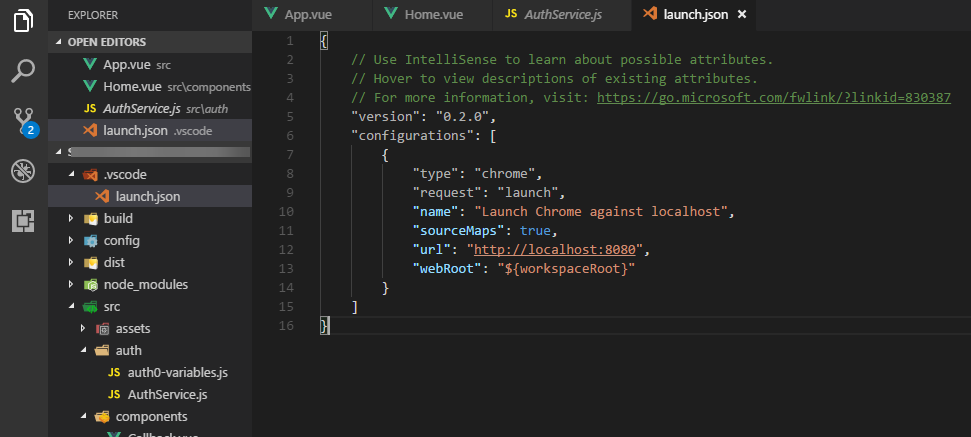 EXPLORER
OPEN EDITORS
App.vue src
Home.vue src\components
JS AuthService.js src\auth
launch.json .vscode
2
.vscode
launch.json
build
config
dist
node_modules
src
assets
auth
JS auth0-variables.js
JS AuthService.js
components
Callback.vue
App.vue
Home.vue
JS AuthService.js
launch.json ×
1 {
2 // Use IntelliSense to learn about possible attributes.
3 // Hover to view descriptions of existing attributes.
4 // For more information, visit: https://go.microsoft.com/fwlink/?linkid=830387
5 "version": "0.2.0",
6 "configurations": [
7 {
8 "type": "chrome",
9 "request": "launch",
10 "name": "Launch Chrome against localhost",
11 "sourceMaps": true,
12 "url": "http://localhost:8080",
13 "webRoot": "${workspaceRoot}"
14 }
15 ]
16 }